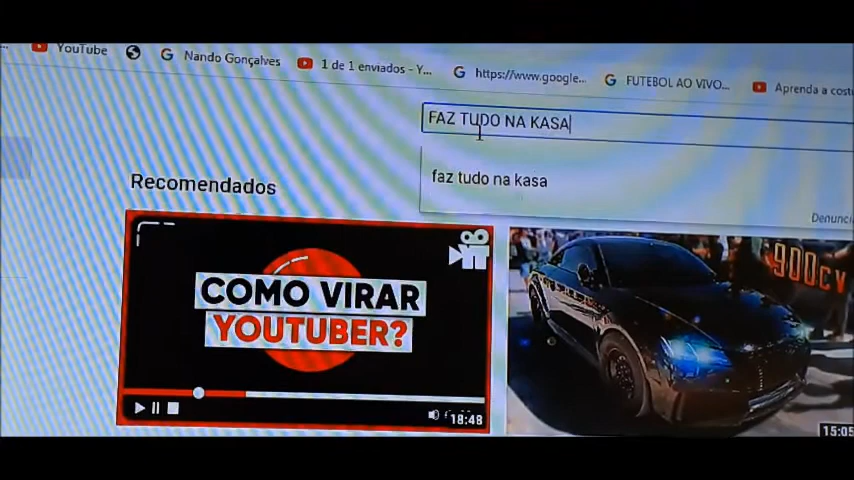 YouTube
Nando Gonçalves
1 de 1 enviados - Y...
https://www.google...
FUTEBOL AO VIVO...
Aprenda a costu
FAZ TUDO NA KASA
faz tudo na kasa
Denunci
Recomendados
YT
COMO VIRAR
YOUTUBER?
18:48
900CV
15:05